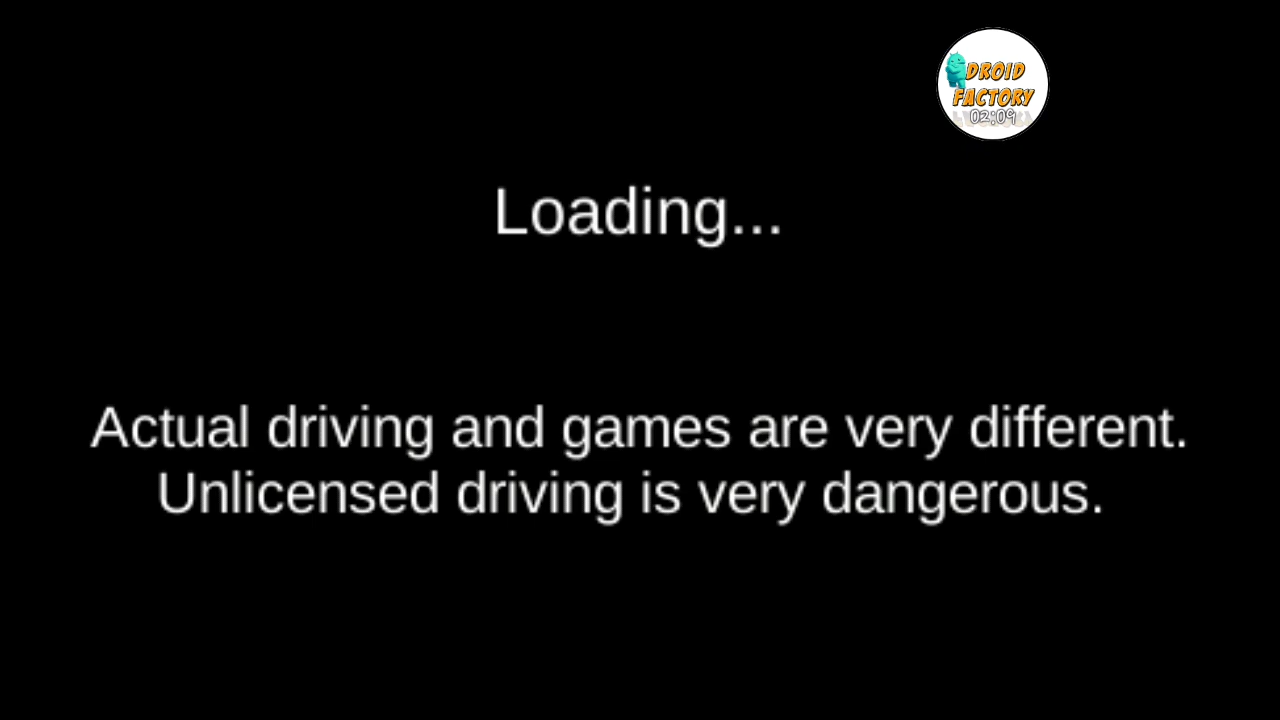 DROID
FACTORY
02:09
Loading...
Actual driving and games are very different.
Unlicensed driving is very dangerous.